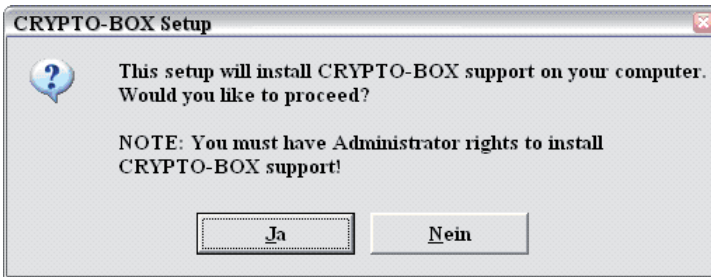 CRYPTO-BOX Setup
This setup will install CRYPTO-BOX support on your computer.
Would you like to proceed?
NOTE: You must have Administrator rights to install
CRYPTO-BOX support!
Ja
Nein